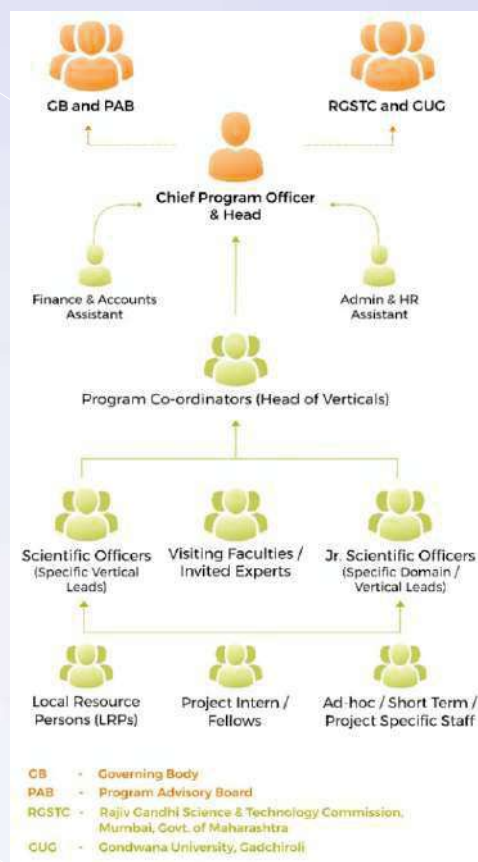 GB and PAB
RGSTC and GUG
Chief Program Officer
& Head
Finance & Accounts
Assistant
Admin & HR
Assistant
Program Co-ordinators (Head of Verticals)
Scientific Officers
(Specific Vertical
Leads)
Visiting Faculties /
Invited Experts
Jr. Scientific Officers
(Specific Domain /
Vertical Leads)
Local Resource
Persons (LRPs)
Project Intern /
Fellows
Ad-hoc / Short Term /
Project Specific Staff
GB - Governing Body
PAB - Program Advisory Board
RGSTC - Rajiv Gandhi Science & Technology Commission,
Mumbai, Govt. of Maharashtra
GUG - Gondwana University, Gadchiroli